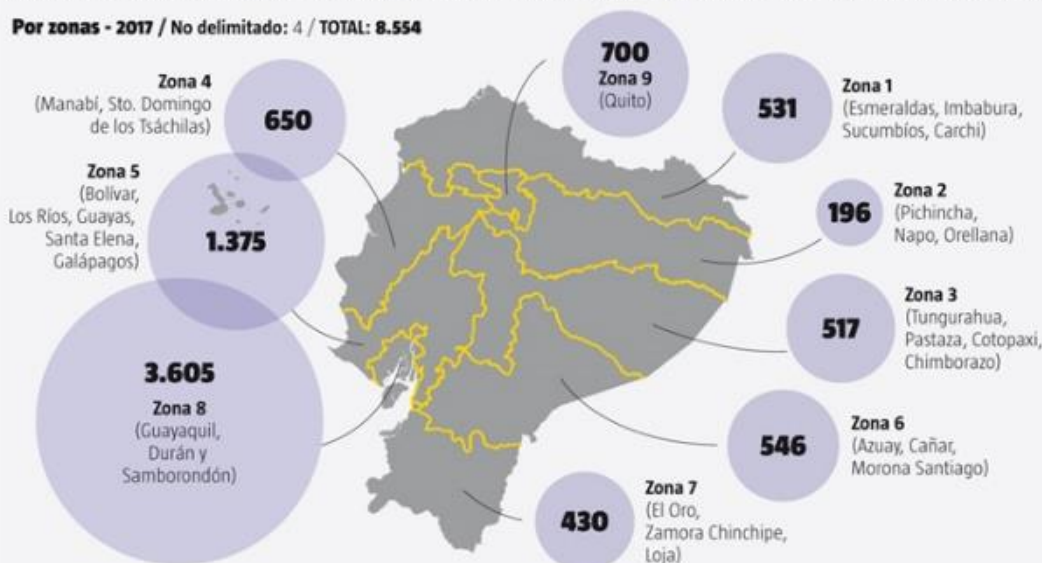 Por zonas - 2017 / No delimitado: 4 / TOTAL: 8.554
Zona 4
(Manabí, Sto. Domingo
de los Tsáchilas)
650
700
Zona 9
(Quito)
531
Zona 1
(Esmeraldas, Imbabura,
Sucumbíos, Carchi)
Zona 5
(Bolívar,
Los Ríos, Guayas,
Santa Elena,
Galápagos)
1.375
196
Zona 2
(Pichincha,
Napo, Orellana)
517
Zona 3
(Tungurahua,
Pastaza, Cotopaxi,
Chimborazo)
3.605
Zona 8
(Guayaquil,
Durán y
Samborondón)
546
Zona 6
(Azuay, Cañar,
Morona Santiago)
430
Zona 7
(El Oro,
Zamora Chinchipe,
Loja)